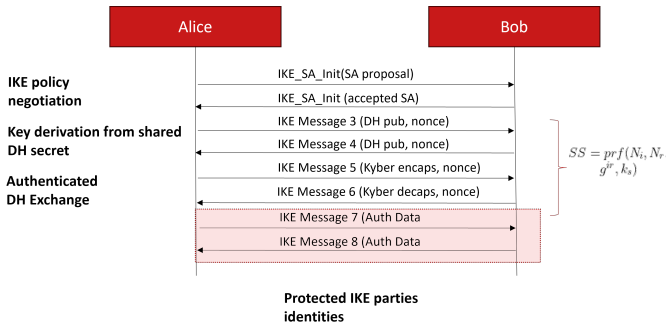 Alice
Bob
IKE_SA_Init(SA proposal)
IKE policy
negotiation
IKE_SA_Init (accepted SA)
IKE Message 3 (DH pub, nonce)
Key derivation from shared
DH secret
IKE Message 4 (DH pub, nonce)
SS = prf(N_i, N_r
g^{ir}, k_s)
IKE Message 5 (Kyber encaps, nonce)
Authenticated
DH Exchange
IKE Message 6 (Kyber decaps, nonce)
IKE Message 7 (Auth Data
IKE Message 8 (Auth Data
Protected IKE parties
identities